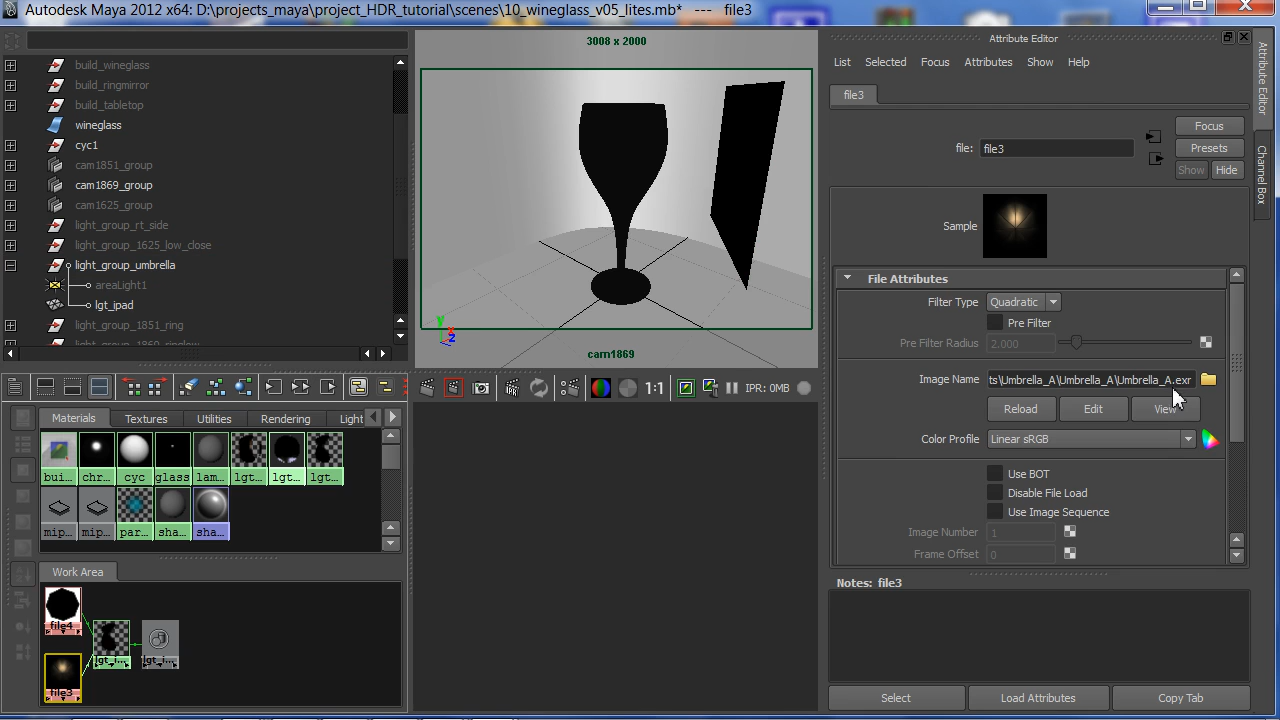 Autodesk Maya 2012 x64: D:\projects_maya\project_HDR_tutorial\scenes\10_wineglass_v05_lites.mb* --- file3
build_wineglass
build_ringmirror
build_tabletop
wineglass
cyc1
cam1851_group
cam1869_group
cam1625_group
light_group_rt_side
light_group_1625_low_close
light_group_umbrella
areaLight1
lgt_ipad
light_group_1851_ring
3008 x 2000
y
x
z
cam1869
1:1
IPR: 0MB
Materials
Textures
Utilities
Rendering
Light
bui...
chr...
cyc
glass
lam...
lgt...
lgt...
lgt...
mip...
mip...
par...
sha...
sha...
Work Area
file4
lgt_i...
lgt_i...
file3
Attribute Editor
List
Selected
Focus
Attributes
Show
Help
file3
file:
file3
Focus
Presets
Show
Hide
Sample
File Attributes
Filter Type
Quadratic
Pre Filter
Pre Filter Radius
2.000
Image Name
ts\Umbrella_A\Umbrella_A\Umbrella_A.exr
Reload
Edit
View
Color Profile
Linear sRGB
Use BOT
Disable File Load
Use Image Sequence
Image Number
1
Frame Offset
0
Notes: file3
Select
Load Attributes
Copy Tab
Attribute Editor
Channel Box